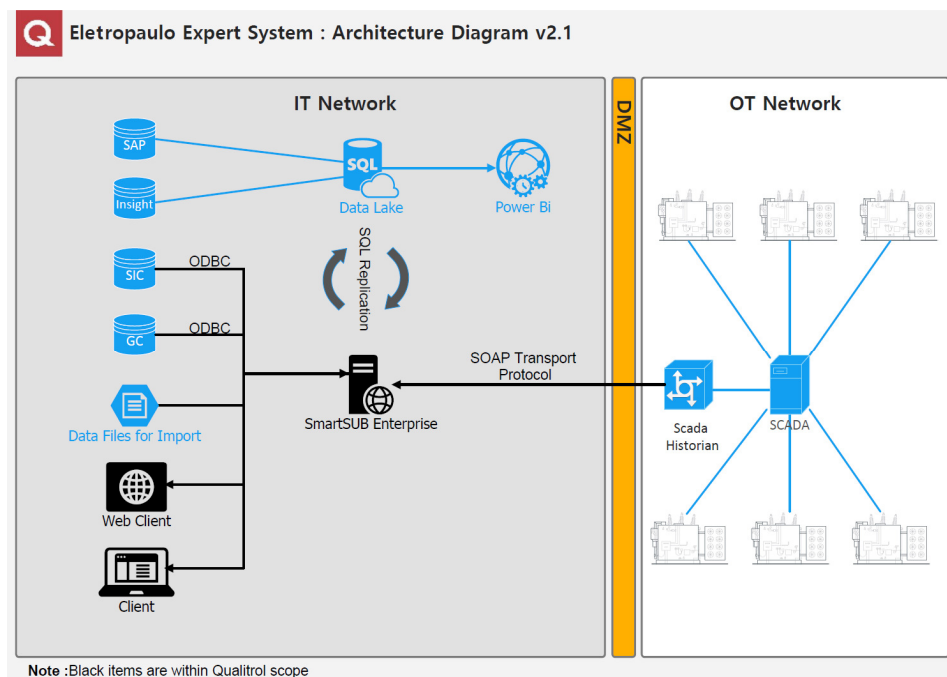 Q Eletropaulo Expert System : Architecture Diagram v2.1
IT Network
DMZ
OT Network
SAP
SQL
Insight
Data Lake
Power Bi
ODBC
SIC
SQL Replication
ODBC
GC
SOAP Transport
Protocol
SmartSUB Enterprise
Data Files for Import
Scada
Historian
SCADA
Web Client
Client
Note :Black items are within Qualitrol scope